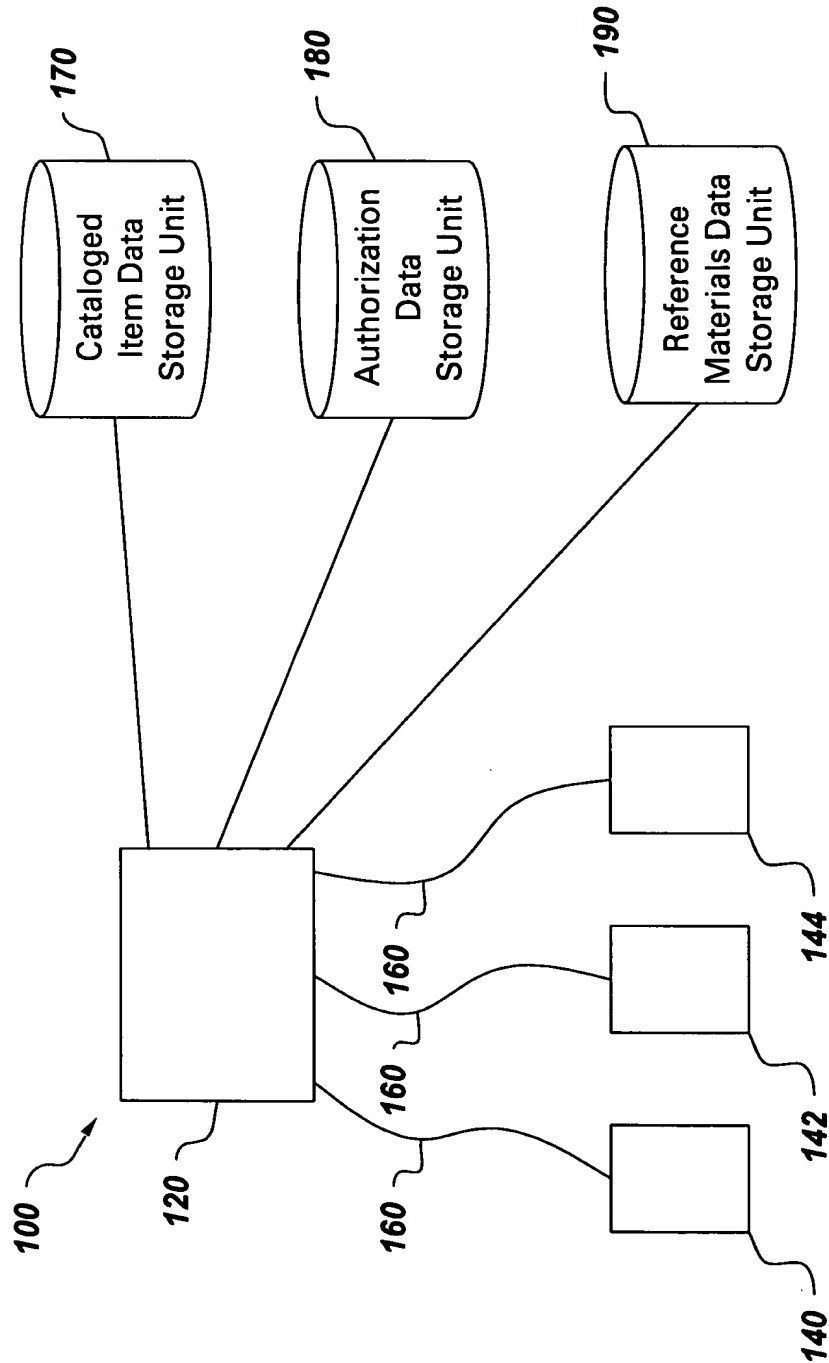 100
120
160
160
160
140
142
144
Cataloged
Item Data
Storage Unit
170
Authorization
Data
Storage Unit
180
Reference
Materials Data
Storage Unit
190